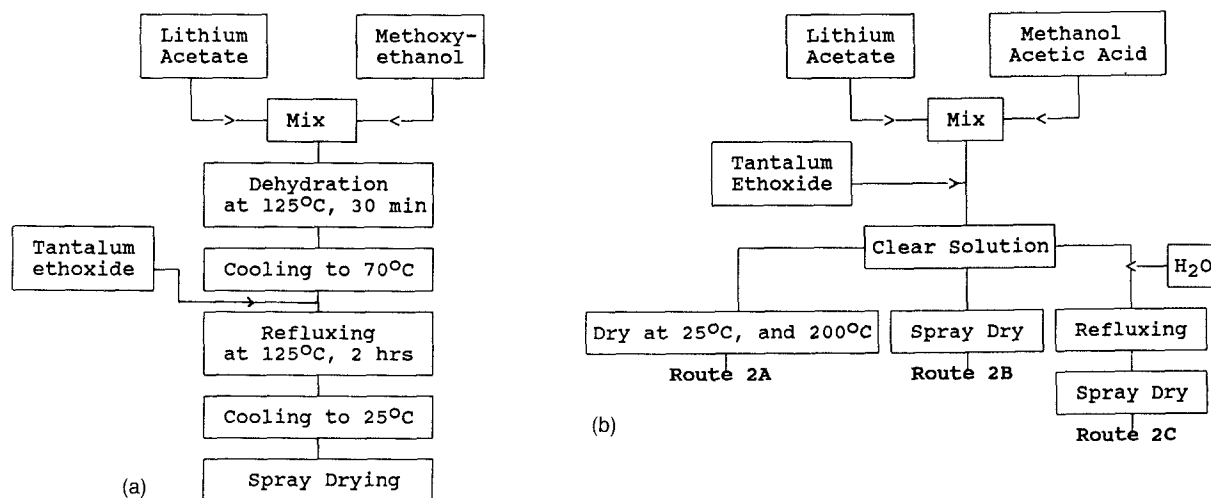 Lithium
Acetate
Methoxy-
ethanol
Mix
Dehydration
at 125°C, 30 min
Tantalum
ethoxide
Cooling to 70°C
Refluxing
at 125°C, 2 hrs
Cooling to 25°C
Spray Drying
(a)
Lithium
Acetate
Methanol
Acetic Acid
Mix
Tantalum
Ethoxide
Clear Solution
H₂O
Dry at 25°C, and 200°C
Route 2A
Spray Dry
Route 2B
Refluxing
Spray Dry
Route 2C
(b)